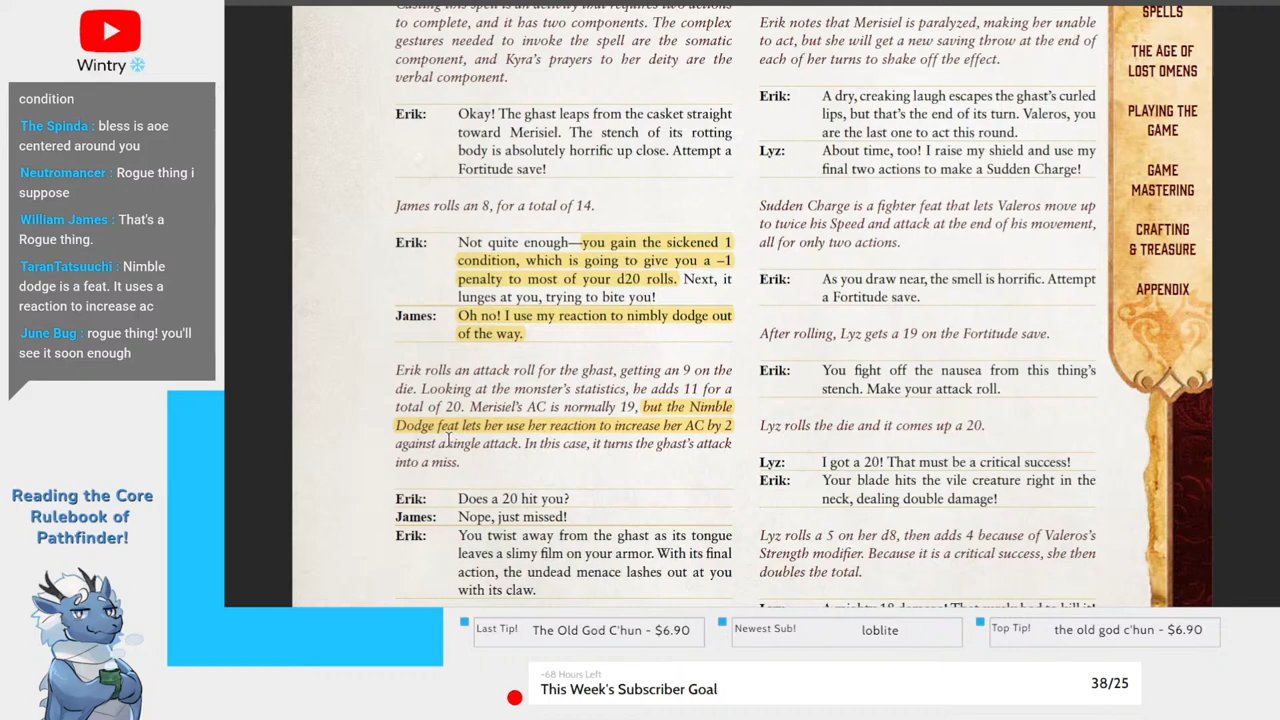 Wintry
condition
The Spinda : bless is aoe
centered around you
Neutromancer : Rogue thing i
suppose
William James : That's a
Rogue thing.
TaranTatsuuchi : Nimble
dodge is a feat. It uses a
reaction to increase ac
June Bug : rogue thing! you'll
see it soon enough
Reading the Core
Rulebook of
Pathfinder!
Casting this spell is an activity that requires two actions
to complete, and it has two components. The complex
gestures needed to invoke the spell are the somatic
component, and Kyra's prayers to her deity are the
verbal component.
Erik: Okay! The ghast leaps from the casket straight
toward Merisiel. The stench of its rotting
body is absolutely horrific up close. Attempt a
Fortitude save!
James rolls an 8, for a total of 14.
Erik: Not quite enough—you gain the sickened 1
condition, which is going to give you a –1
penalty to most of your d20 rolls. Next, it
lunges at you, trying to bite you!
James: Oh no! I use my reaction to nimbly dodge out
of the way.
Erik rolls an attack roll for the ghast, getting an 9 on the
die. Looking at the monster's statistics, he adds 11 for a
total of 20. Merisiel's AC is normally 19, but the Nimble
Dodge feat lets her use her reaction to increase her AC by 2
against a single attack. In this case, it turns the ghast's attack
into a miss.
Erik: Does a 20 hit you?
James: Nope, just missed!
Erik: You twist away from the ghast as its tongue
leaves a slimy film on your armor. With its final
action, the undead menace lashes out at you
with its claw.
Erik notes that Merisiel is paralyzed, making her unable
to act, but she will get a new saving throw at the end of
each of her turns to shake off the effect.
Erik: A dry, creaking laugh escapes the ghast's curled
lips, but that's the end of its turn. Valeros, you
are the last one to act this round.
Lyz: About time, too! I raise my shield and use my
final two actions to make a Sudden Charge!
Sudden Charge is a fighter feat that lets Valeros move up
to twice his Speed and attack at the end of his movement,
all for only two actions.
Erik: As you draw near, the smell is horrific. Attempt
a Fortitude save.
After rolling, Lyz gets a 19 on the Fortitude save.
Erik: You fight off the nausea from this thing's
stench. Make your attack roll.
Lyz rolls the die and it comes up a 20.
Lyz: I got a 20! That must be a critical success!
Erik: Your blade hits the vile creature right in the
neck, dealing double damage!
Lyz rolls a 5 on her d8, then adds 4 because of Valeros's
Strength modifier. Because it is a critical success, she then
doubles the total.
SPELLS
THE AGE OF
LOST OMENS
PLAYING THE
GAME
GAME
MASTERING
CRAFTING
& TREASURE
APPENDIX
Last Tip! The Old God C'hun - $6.90
Newest Sub! loblite
Top Tip! the old god c'hun - $6.90
-68 Hours Left
This Week's Subscriber Goal
38/25